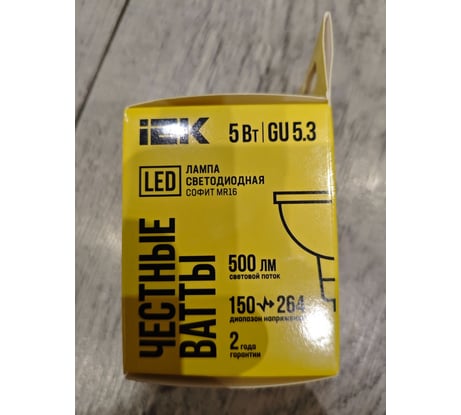 IEK
5 Вт | GU 5.3
LED
ЛАМПА
СВЕТОДИОДНАЯ
СОФИТ MR16
ЧЕСТНЫЕ
ВАТТЫ
500 ЛМ
световой поток
150 264
диапазон напряжений
2 года
гарантии